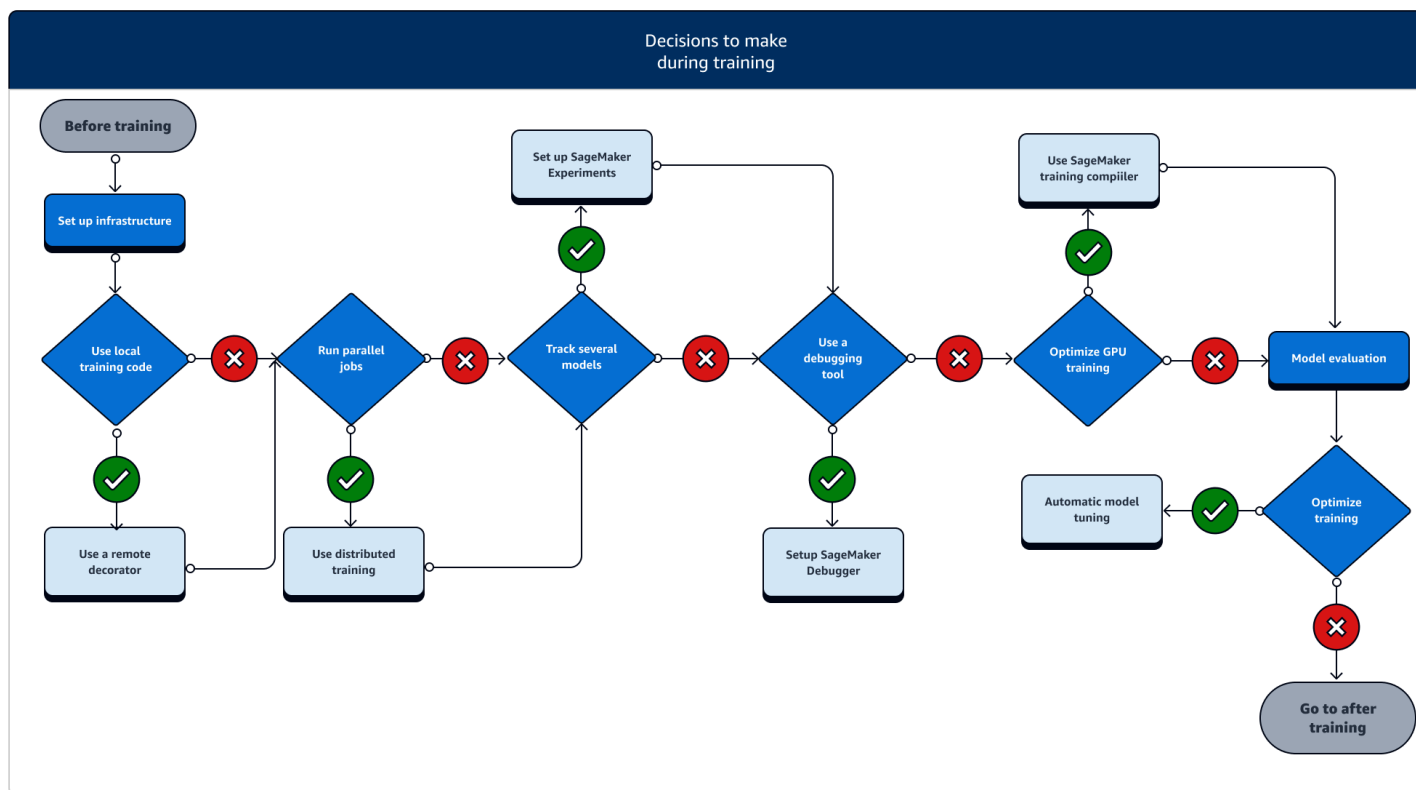 Decisions to make
during training
Before training
Set up infrastructure
Use local
training code
Use a remote
decorator
Run parallel
jobs
Use distributed
training
Set up SageMaker
Experiments
Track several
models
Use a
debugging
tool
Setup SageMaker
Debugger
Use SageMaker
training compiiler
Optimize GPU
training
Model evaluation
Automatic model
tuning
Optimize
training
Go to after
training